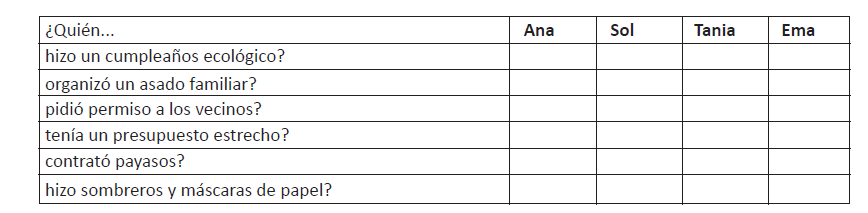 ¿Quién... Ana Sol Tania Ema
hizo un cumpleaños ecológico?
organizó un asado familiar?
pidió permiso a los vecinos?
tenía un presupuesto estrecho?
contrató payasos?
hizo sombreros y máscaras de papel?